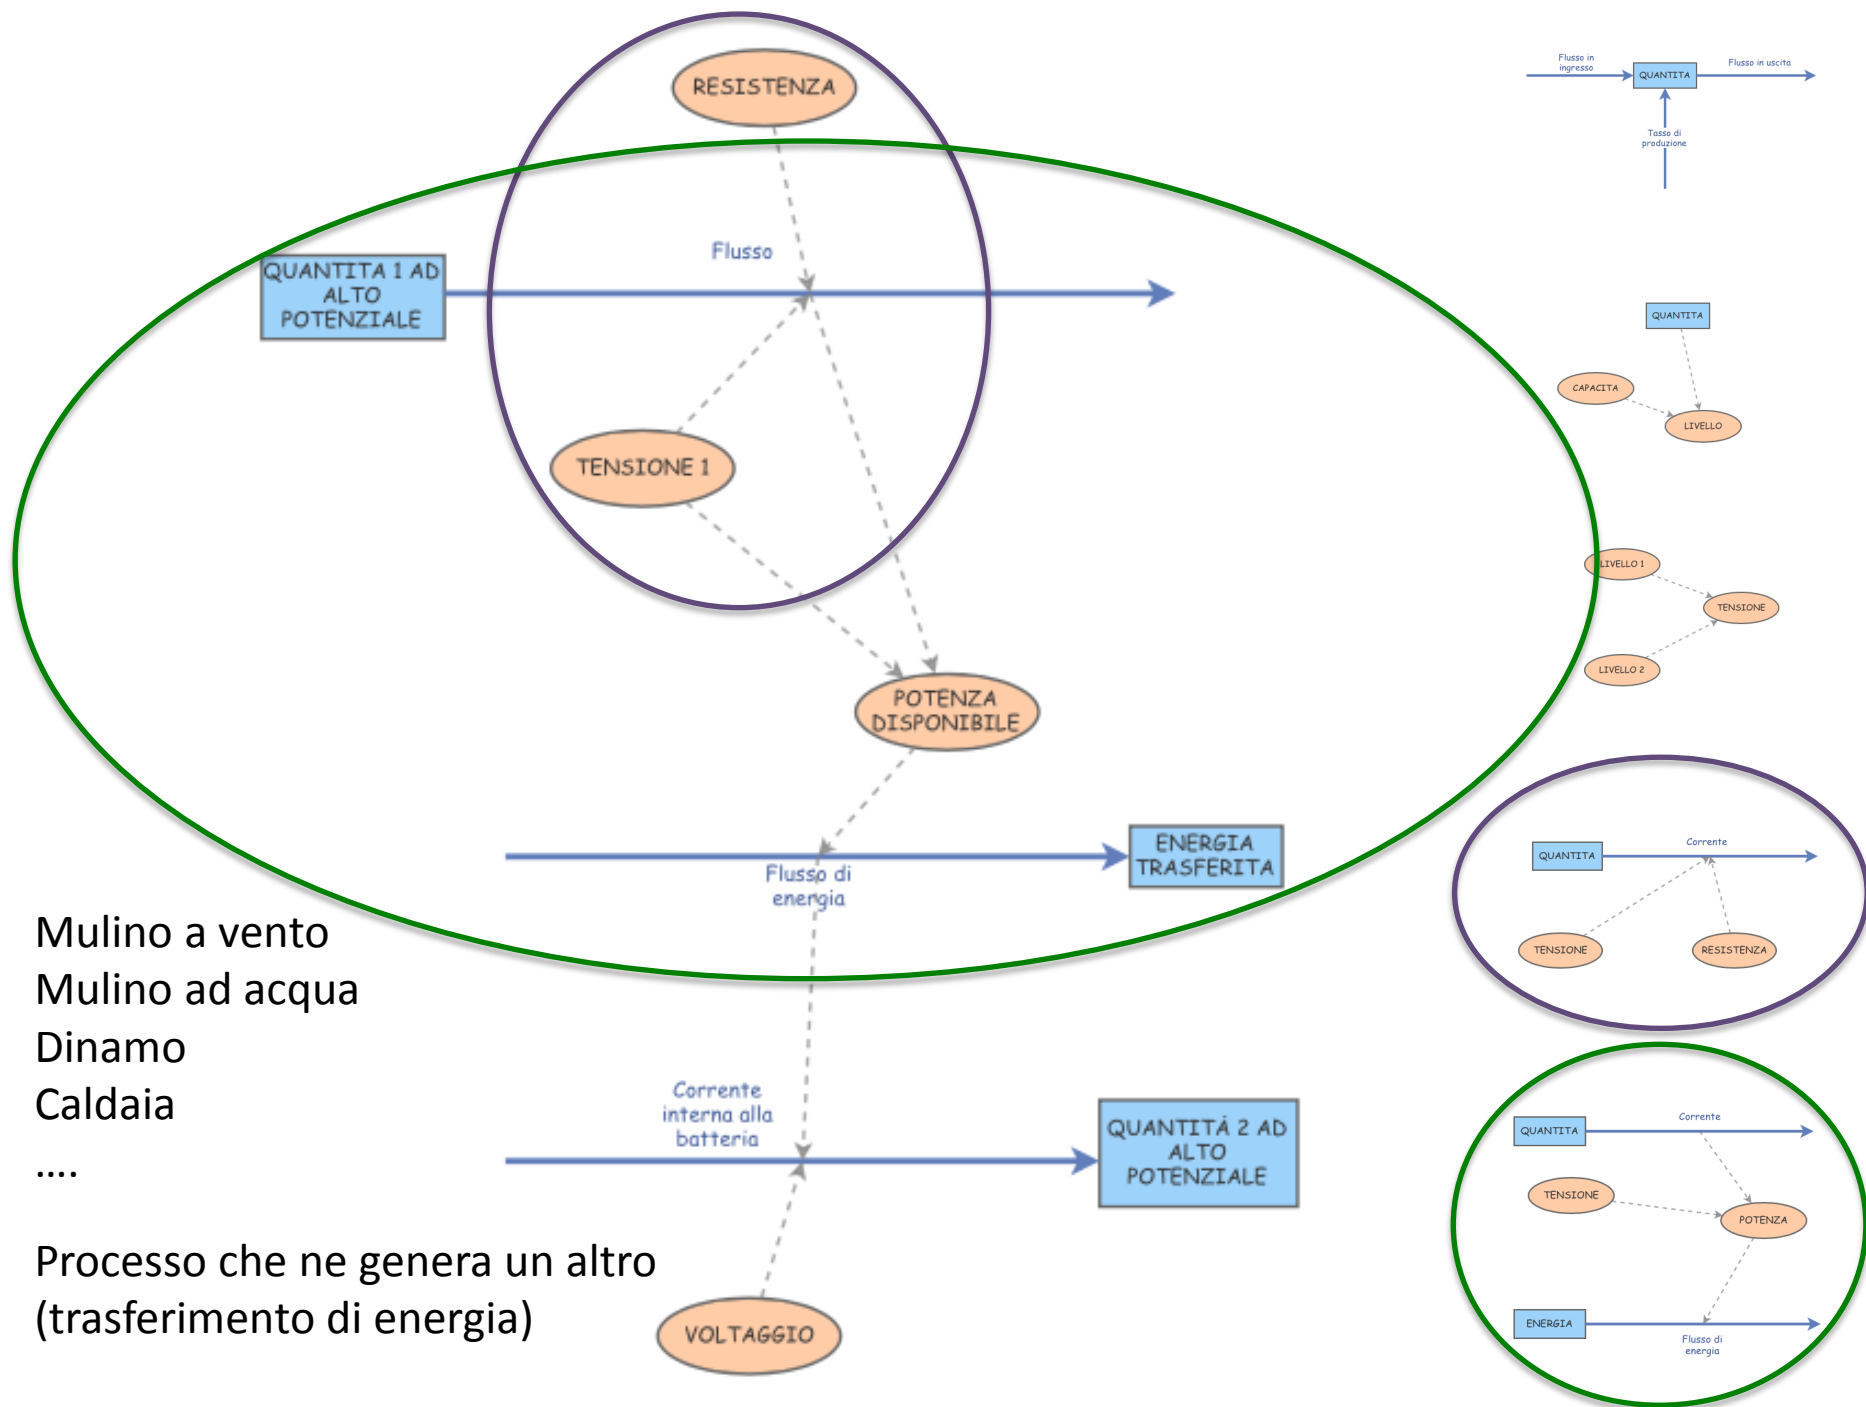 RESISTENZA
Flusso
QUANTITA 1 AD
ALTO
POTENZIALE
TENSIONE 1
POTENZA
DISPONIBILE
ENERGIA
TRASFERITA
Flusso di
energia
Mulino a vento
Mulino ad acqua
Dinamo
Caldaia
....
Processo che ne genera un altro
(trasferimento di energia)
Corrente
interna alla
batteria
QUANTITÀ 2 AD
ALTO
POTENZIALE
VOLTAGGIO
Flusso in
ingresso
QUANTITA
Flusso in uscita
Tasso di
produzione
QUANTITA
CAPACITA
LIVELLO
LIVELLO 1
TENSIONE
LIVELLO 2
Corrente
QUANTITA
TENSIONE
RESISTENZA
Corrente
QUANTITA
TENSIONE
POTENZA
ENERGIA
Flusso di
energia